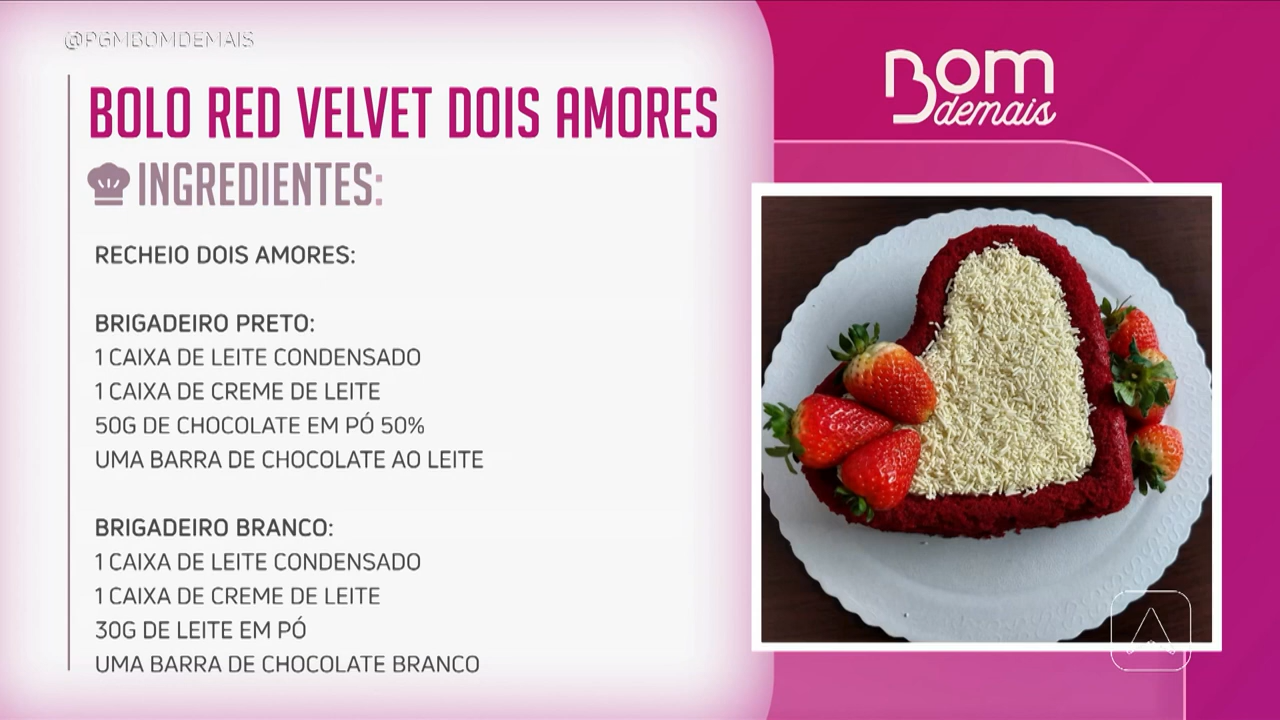 @PGMBOMDEMAIS
BOLO RED VELVET DOIS AMORES
INGREDIENTES:
RECHEIO DOIS AMORES:
BRIGADEIRO PRETO:
1 CAIXA DE LEITE CONDENSADO
1 CAIXA DE CREME DE LEITE
50G DE CHOCOLATE EM PÓ 50%
UMA BARRA DE CHOCOLATE AO LEITE
BRIGADEIRO BRANCO:
1 CAIXA DE LEITE CONDENSADO
1 CAIXA DE CREME DE LEITE
30G DE LEITE EM PÓ
UMA BARRA DE CHOCOLATE BRANCO
Bom
demais